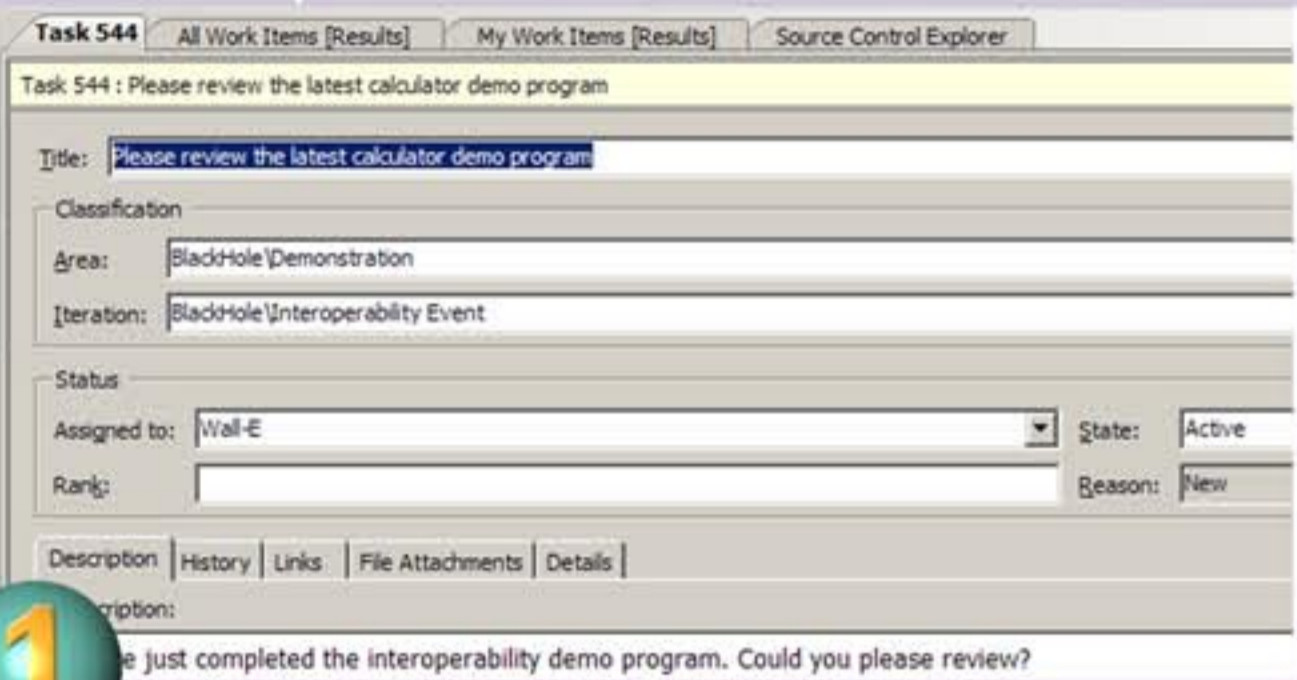 Task 544 All Work Items [Results] My Work Items [Results] Source Control Explorer
Task 544 : Please review the latest calculator demo program
Title: Please review the latest calculator demo program
Classification
Area: BlackHole\Demonstration
Iteration: BlackHole\Interoperability Event
Status
Assigned to: Wall-E State: Active
Rank: Reason: New
Description History Links File Attachments Details
cription:
1 e just completed the interoperability demo program. Could you please review?